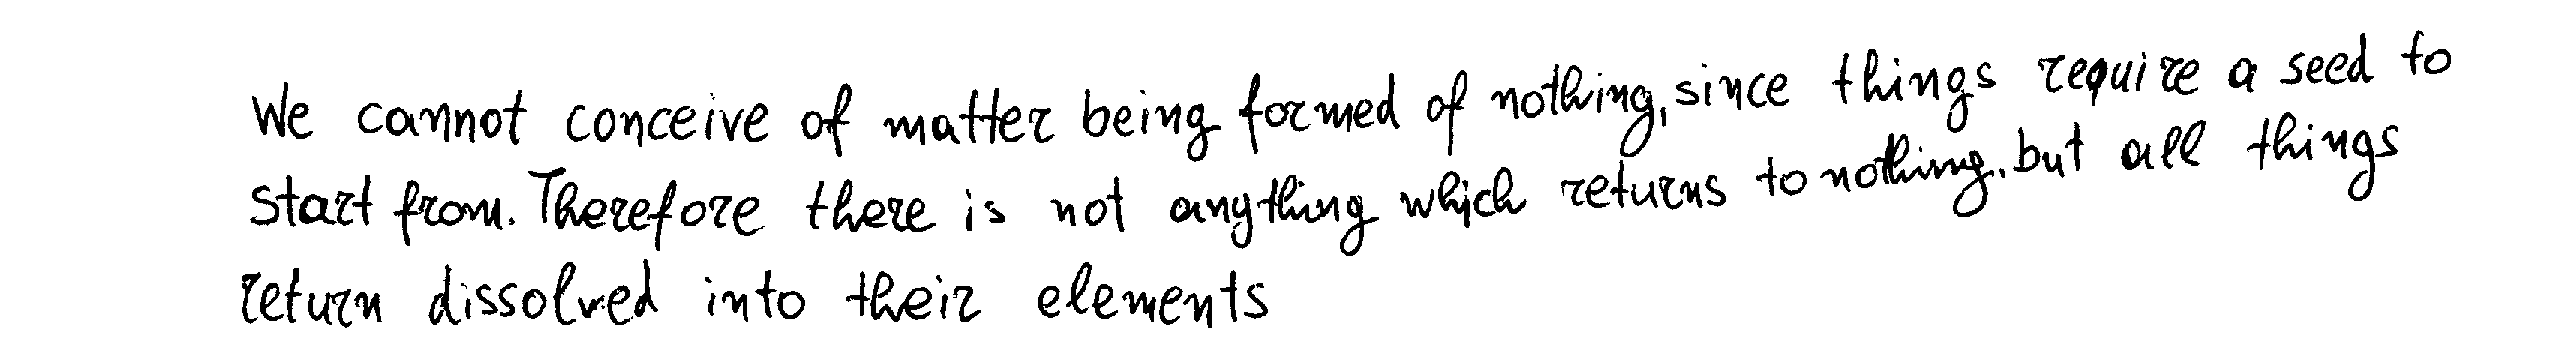 We cannot conceive of matter being formed of nothing, since things require a seed to
start from. Therefore there is not anything which returns to nothing, but all things
return dissolved into their elements